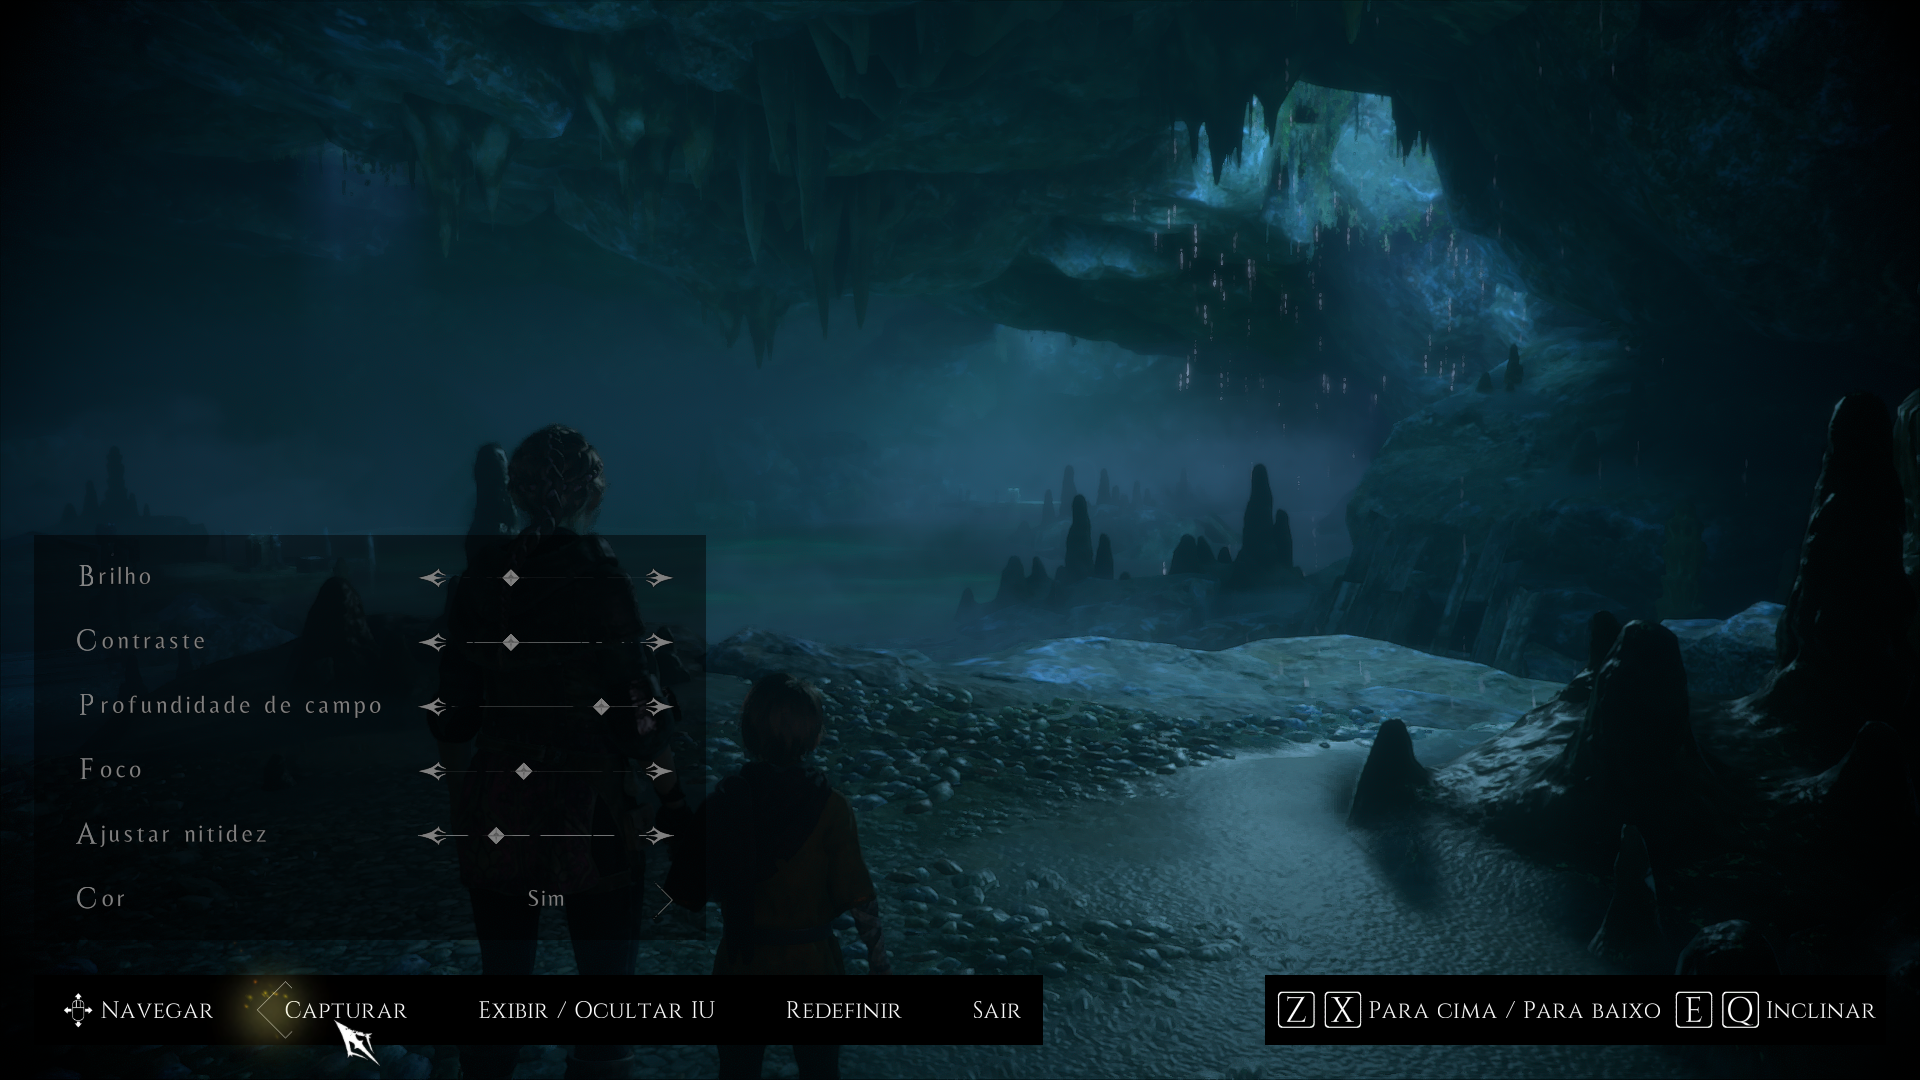 Brilho
Contraste
Profundidade de campo
Foco
Ajustar nitidez
Cor Sim
Navegar Capturar Exibir / Ocultar IU Redefinir Sair
Z X Para cima / Para baixo E Q Inclinar